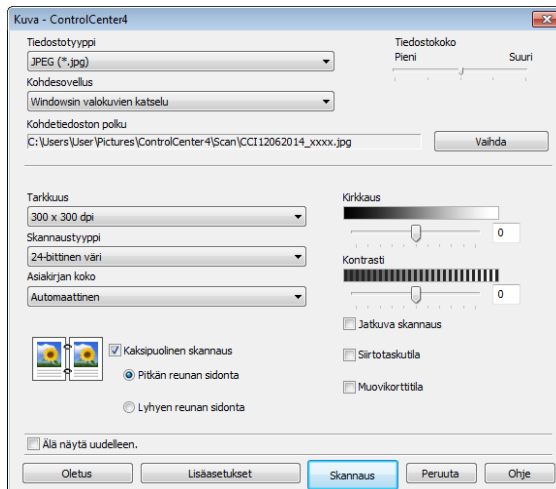 Kuva - ControlCenter4
Tiedostotyyppi
JPEG (*.jpg)
Tiedostokoko
Pieni Suuri
Kohdesovellus
Windowsin valokuvien katselu
Kohdetiedoston polku
C:\Users\User\Pictures\ControlCenter4\Scan\CCI12062014_xxxx.jpg
Vaihda
Tarkkuus
300 x 300 dpi
Skannaustyyppi
24-bittinen väri
Asiakirjan koko
Automaattinen
Kirkkaus
0
Kontrasti
0
Kaksipuolinen skannaus
Pitkän reunan sidonta
Lyhyen reunan sidonta
Jatkuva skannaus
Siirtotaskutila
Muovikorttitila
Älä näytä uudelleen.
Oletus Lisäasetukset Skannaus Peruuta Ohje